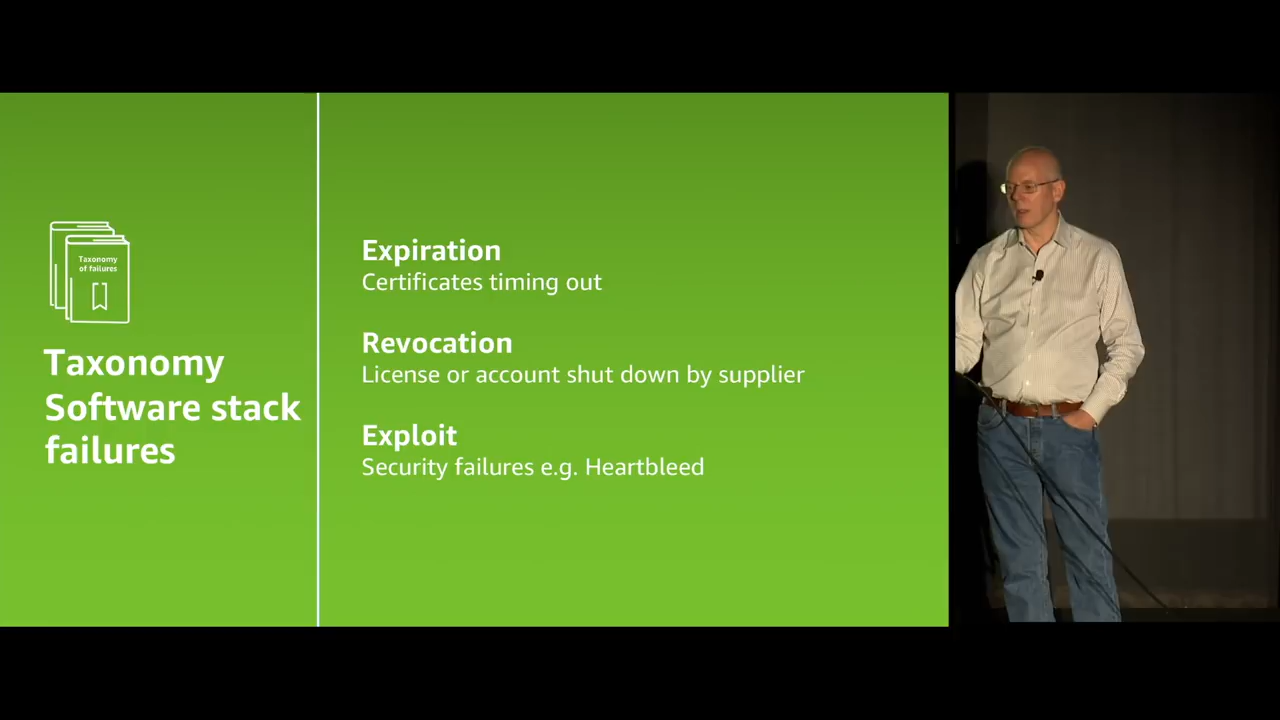 Taxonomy
of failures
Taxonomy
Software stack
failures
Expiration
Certificates timing out
Revocation
License or account shut down by supplier
Exploit
Security failures e.g. Heartbleed